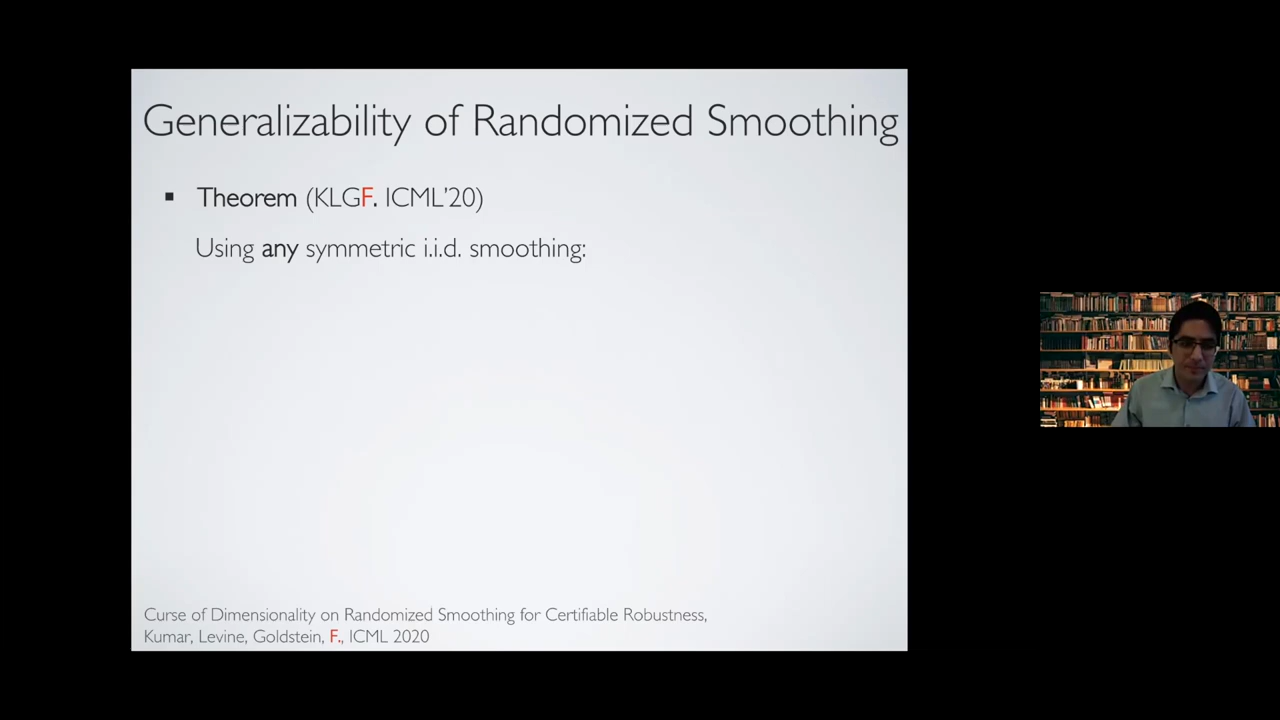 Generalizability of Randomized Smoothing
▪ Theorem (KLGF. ICML'20)
Using any symmetric i.i.d. smoothing:
Curse of Dimensionality on Randomized Smoothing for Certifiable Robustness,
Kumar, Levine, Goldstein, F., ICML 2020